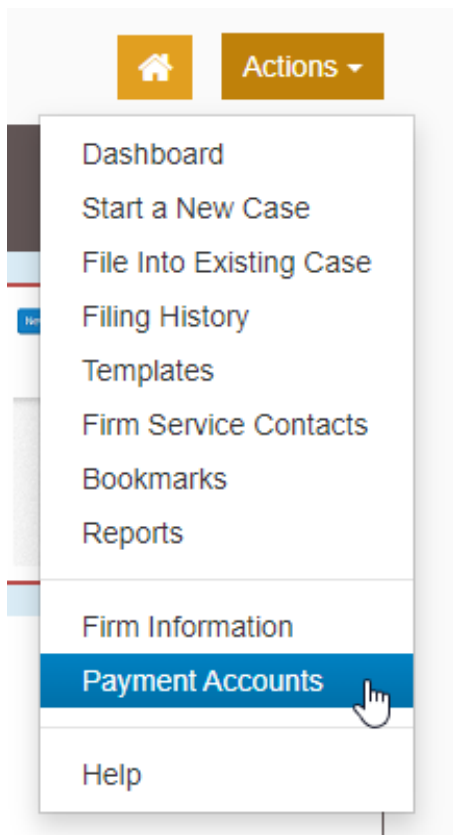 Actions
Dashboard
Start a New Case
File Into Existing Case
Filing History
Templates
Firm Service Contacts
Bookmarks
Reports
Firm Information
Payment Accounts
Help